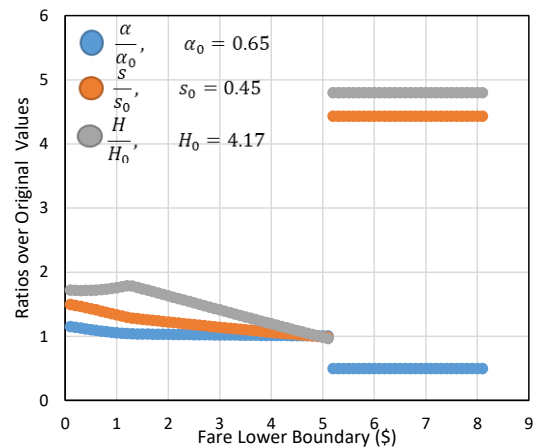 6
5
4
3
2
1
0
Ratios over Original Values
α/α₀, α₀ = 0.65
s/s₀, s₀ = 0.45
H/H₀, H₀ = 4.17
0 1 2 3 4 5 6 7 8 9
Fare Lower Boundary ($)